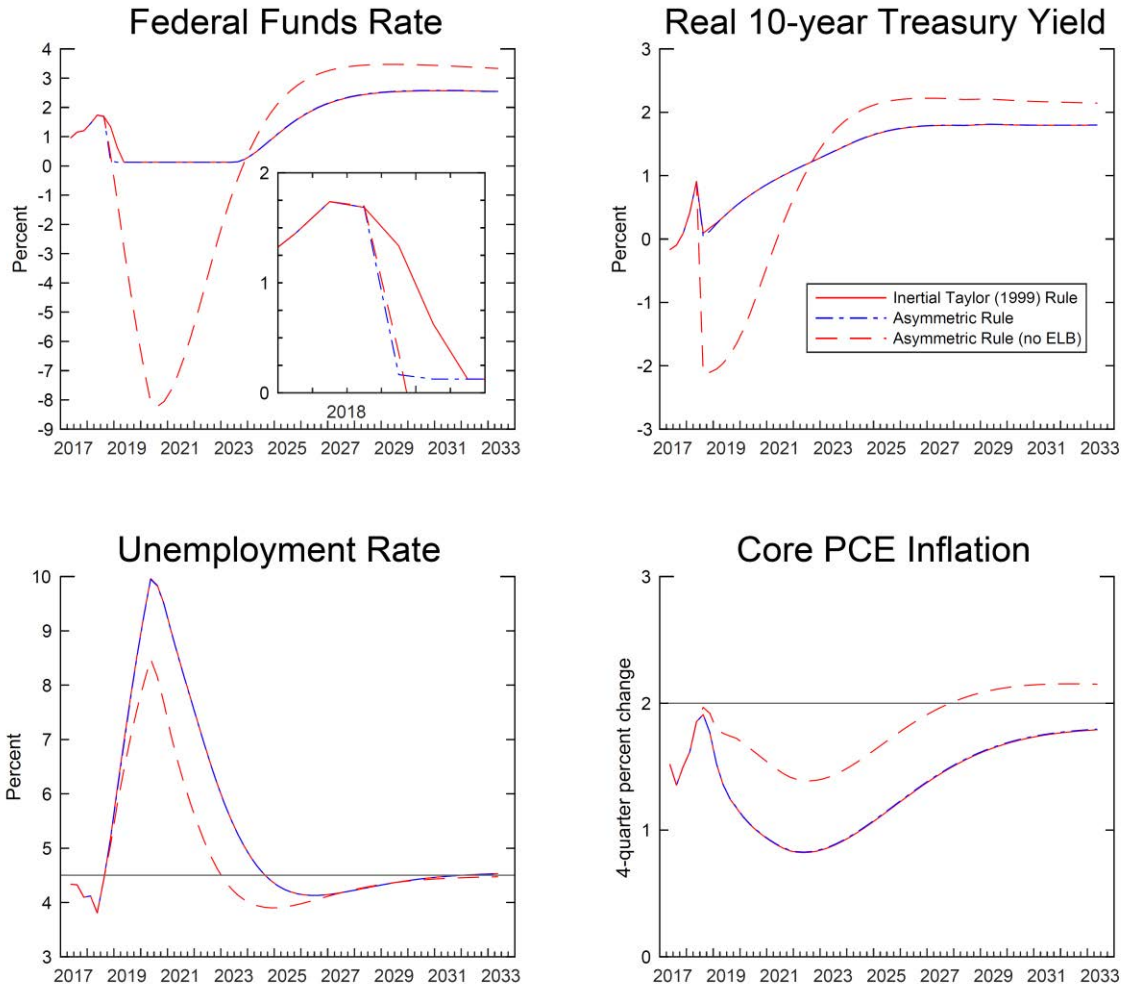 Federal Funds Rate
4
3
2
1
0
-1
-2
-3
-4
-5
-6
-7
-8
-9
Percent
2017 2019 2021 2023 2025 2027 2029 2031 2033
2
1
0
2018
Real 10-year Treasury Yield
3
2
1
0
-1
-2
-3
Percent
2017 2019 2021 2023 2025 2027 2029 2031 2033
Inertial Taylor (1999) Rule
Asymmetric Rule
Asymmetric Rule (no ELB)
Unemployment Rate
10
9
8
7
6
5
4
3
Percent
2017 2019 2021 2023 2025 2027 2029 2031 2033
Core PCE Inflation
3
2
1
0
4-quarter percent change
2017 2019 2021 2023 2025 2027 2029 2031 2033